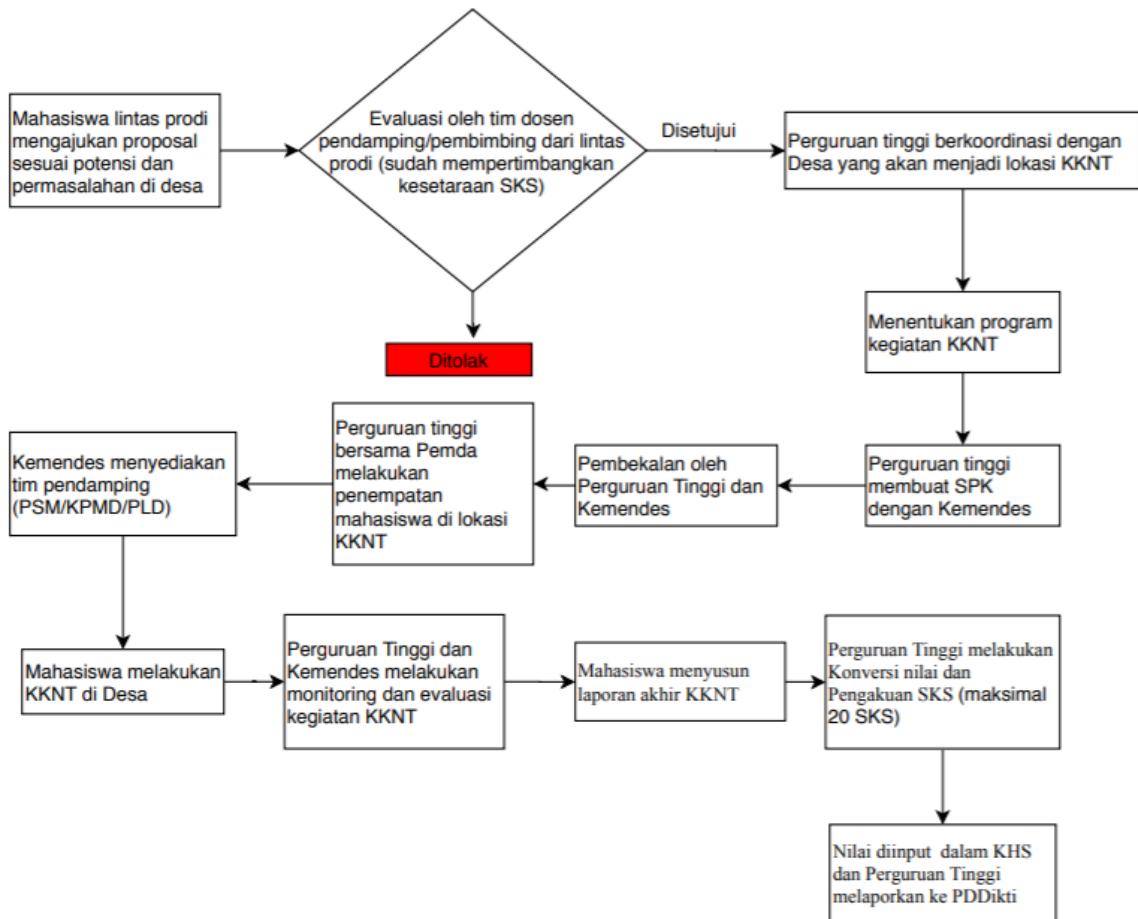 Mahasiswa lintas prodi
mengajukan proposal
sesuai potensi dan
permasalahan di desa
Evaluasi oleh tim dosen
pendamping/pembimbing dari lintas
prodi (sudah mempertimbangkan
kesetaraan SKS)
Disetujui
Perguruan tinggi berkoordinasi dengan
Desa yang akan menjadi lokasi KKNT
Ditolak
Menentukan program
kegiatan KKNT
Perguruan tinggi
membuat SPK
dengan Kemendes
Pembekalan oleh
Perguruan Tinggi dan
Kemendes
Perguruan tinggi
bersama Pemda
melakukan
penempatan
mahasiswa di lokasi
KKNT
Kemendes menyediakan
tim pendamping
(PSM/KPMD/PLD)
Mahasiswa melakukan
KKNT di Desa
Perguruan Tinggi dan
Kemendes melakukan
monitoring dan evaluasi
kegiatan KKNT
Mahasiswa menyusun
laporan akhir KKNT
Perguruan Tinggi melakukan
Konversi nilai dan
Pengakuan SKS (maksimal
20 SKS)
Nilai diinput dalam KHS
dan Perguruan Tinggi
melaporkan ke PDDikti